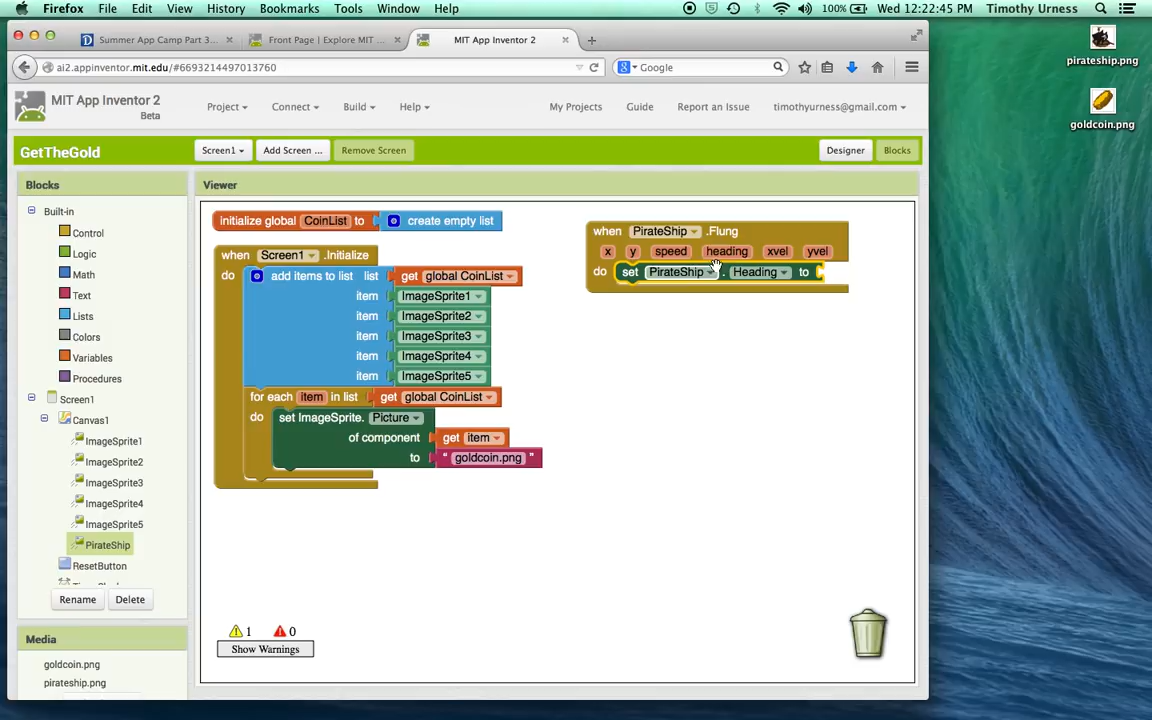 Firefox File Edit View History Bookmarks Tools Window Help 5 100% Wed 12:22:45 Timothy Urness
Summer App Camp Part 3... Front Page | Explore MIT ... MIT App Inventor 2
ai2.appinventor.mit.edu/#6693214497013760 Google
pirateship.png
goldcoin.png
MIT App Inventor 2
Beta
Project Connect Build Help My Projects Guide Report an Issue timothyurness@gmail.com
GetTheGold Screen1 Add Screen ... Remove Screen Designer Blocks
Blocks Viewer
Built-in
Control
Logic
Math
Text
Lists
Colors
Variables
Procedures
Screen1
Canvas1
ImageSprite1
ImageSprite2
ImageSprite3
ImageSprite4
ImageSprite5
PirateShip
ResetButton
Rename Delete
Media
goldcoin.png
pirateship.png
initialize global CoinList to create empty list
when Screen1 .Initialize
do add items to list list get global CoinList
item ImageSprite1
item ImageSprite2
item ImageSprite3
item ImageSprite4
item ImageSprite5
for each item in list get global CoinList
do set ImageSprite. Picture
of component get item
to " goldcoin.png "
when PirateShip .Flung
x y speed heading xvel yvel
do set PirateShip . Heading to
1 0
Show Warnings